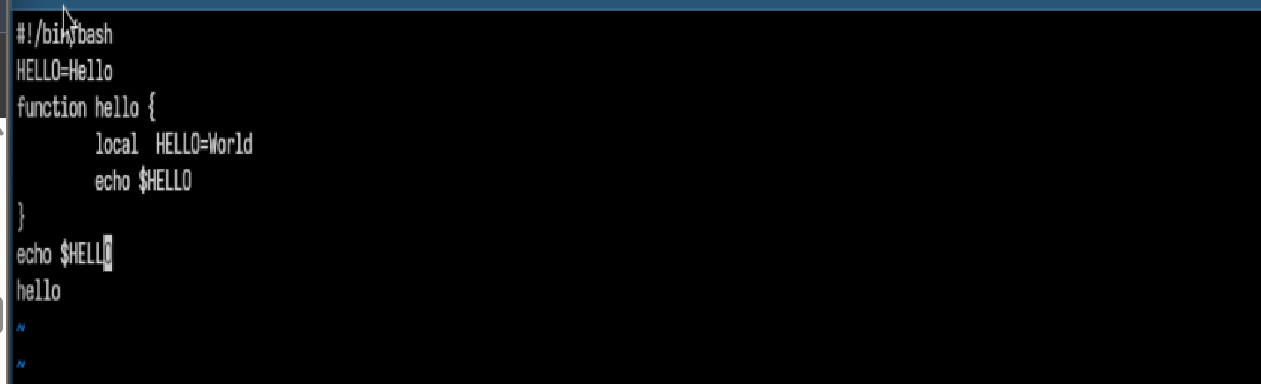 #!/bin/bash
HELLO=Hello
function hello {
        local  HELLO=World
        echo $HELLO
}
echo $HELLO
hello
~
~